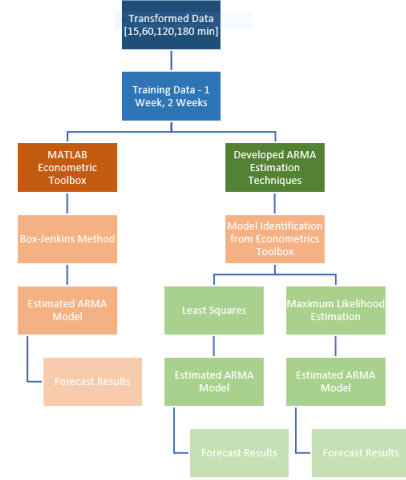 Transformed Data
[15,60,120,180 min]
Training Data - 1
Week, 2 Weeks
MATLAB
Econometric
Toolbox
Developed ARMA
Estimation
Techniques
Box-Jenkins Method
Model Identification
from Econometrics
Toolbox
Estimated ARMA
Model
Least Squares
Maximum Likelihood
Estimation
Forecast Results
Estimated ARMA
Model
Estimated ARMA
Model
Forecast Results
Forecast Results